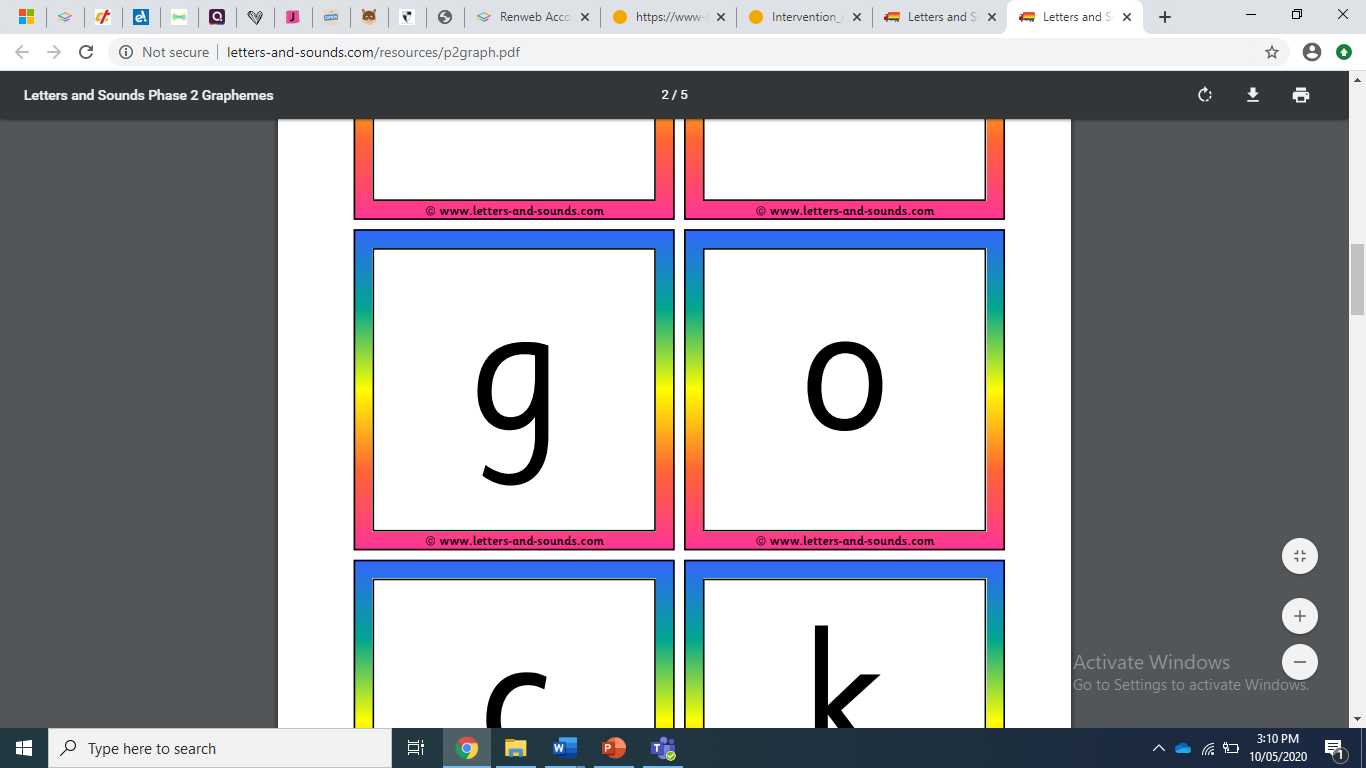 Renweb Acco
https://www-
Intervention_
Letters and S
Letters and S
Not secure
letters-and-sounds.com/resources/p2graph.pdf
Letters and Sounds Phase 2 Graphemes
2 / 5
© www.letters-and-sounds.com
© www.letters-and-sounds.com
g
o
© www.letters-and-sounds.com
© www.letters-and-sounds.com
c
k
Activate Windows
Go to Settings to activate Windows.
Type here to search
3:10 PM
10/05/2020
1